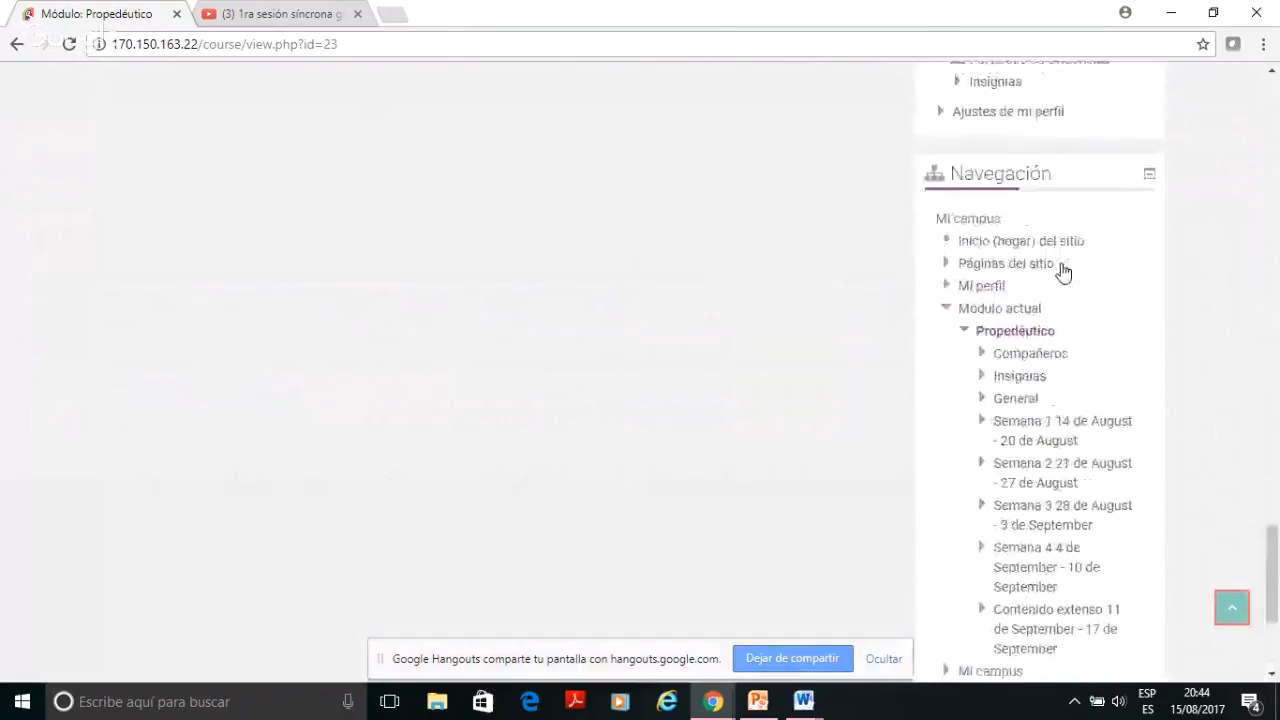 Módulo: Propedéutico
(3) 1ra sesión síncrona g
170.150.163.22/course/view.php?id=23
Insignias
Ajustes de mi perfil
Navegación
Mi campus
Inicio (hogar) del sitio
Páginas del sitio
Mi perfil
Módulo actual
Propedéutico
Compañeros
Insignias
General
Semana 1 14 de August
- 20 de August
Semana 2 21 de August
- 27 de August
Semana 3 28 de August
- 3 de September
Semana 4 4 de
September - 10 de
September
Contenido extenso 11
de September - 17 de
September
Mi campus
Google Hangouts comparte tu pantalla con hangouts.google.com.
Dejar de compartir
Ocultar
Escribe aquí para buscar
ESP
ES
20:44
15/08/2017
4